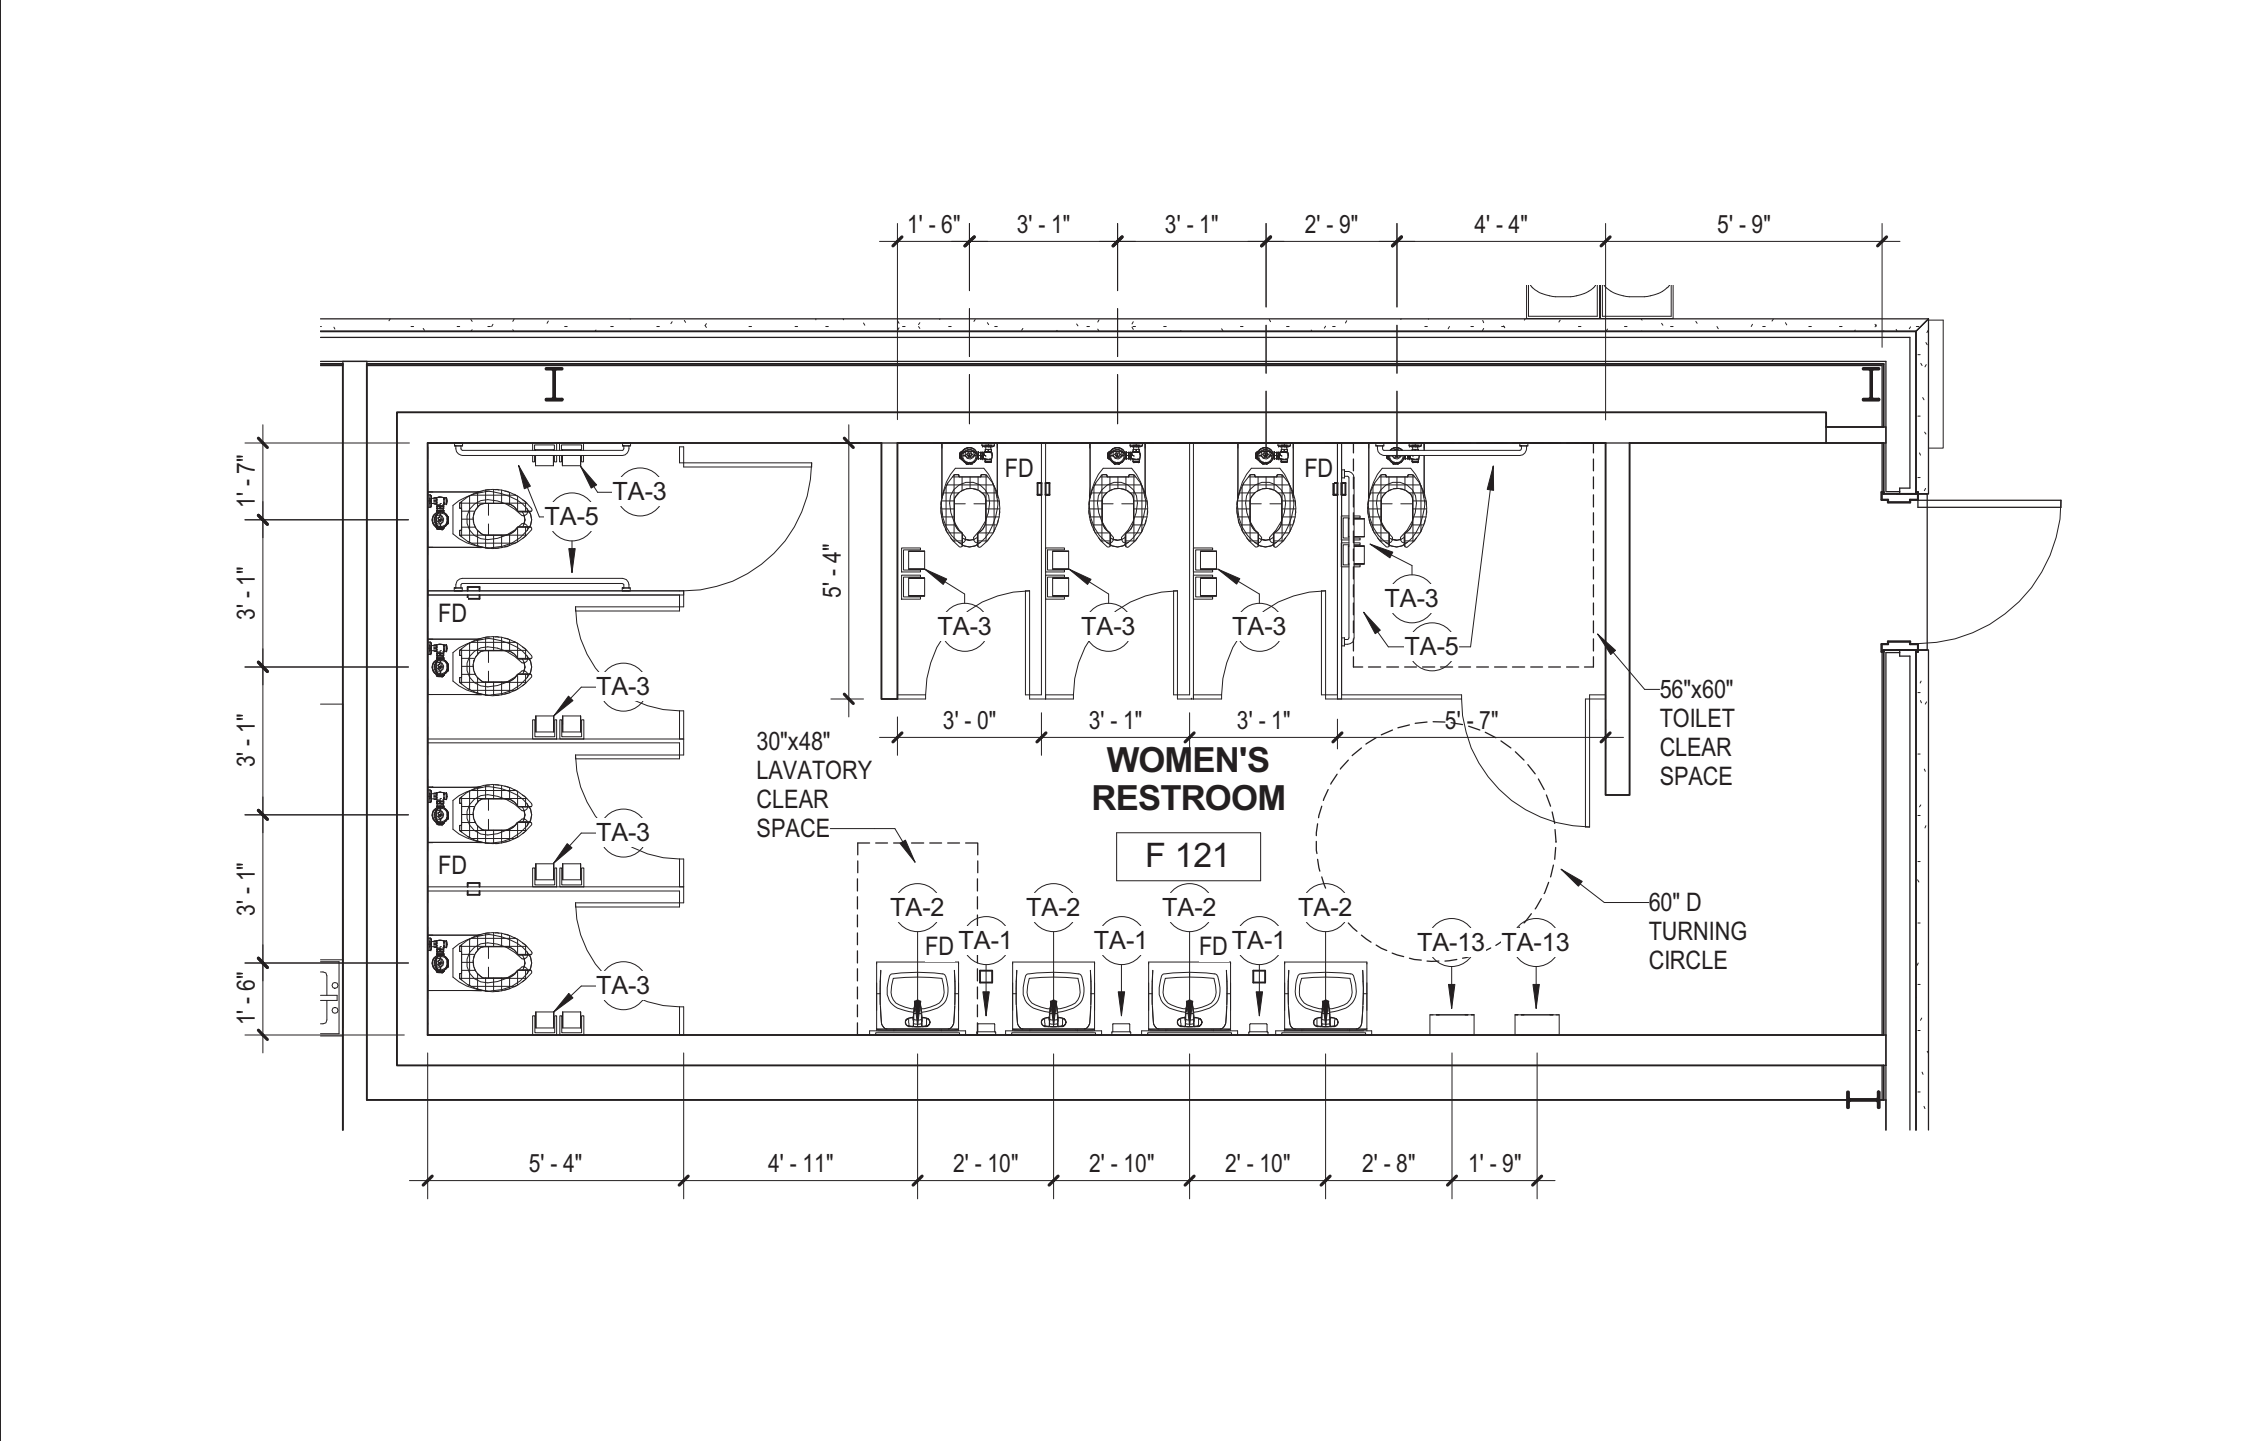 1' - 6" 3' - 1" 3' - 1" 2' - 9" 4' - 4" 5' - 9"
1' - 7"
3' - 1"
3' - 1"
3' - 1"
1' - 6"
TA-3
TA-5
FD
TA-3
TA-3
FD
TA-3
5' - 4"
FD
FD
TA-3
TA-3
TA-3
TA-3
TA-5
3' - 0" 3' - 1" 3' - 1" 5' - 7"
56"x60"
TOILET
CLEAR
SPACE
30"x48"
LAVATORY
CLEAR
SPACE
WOMEN'S
RESTROOM
F 121
60" D
TURNING
CIRCLE
TA-2 TA-2 TA-2 TA-2
FD TA-1 TA-1 FD TA-1 TA-13 TA-13
5' - 4" 4' - 11" 2' - 10" 2' - 10" 2' - 10" 2' - 8" 1' - 9"